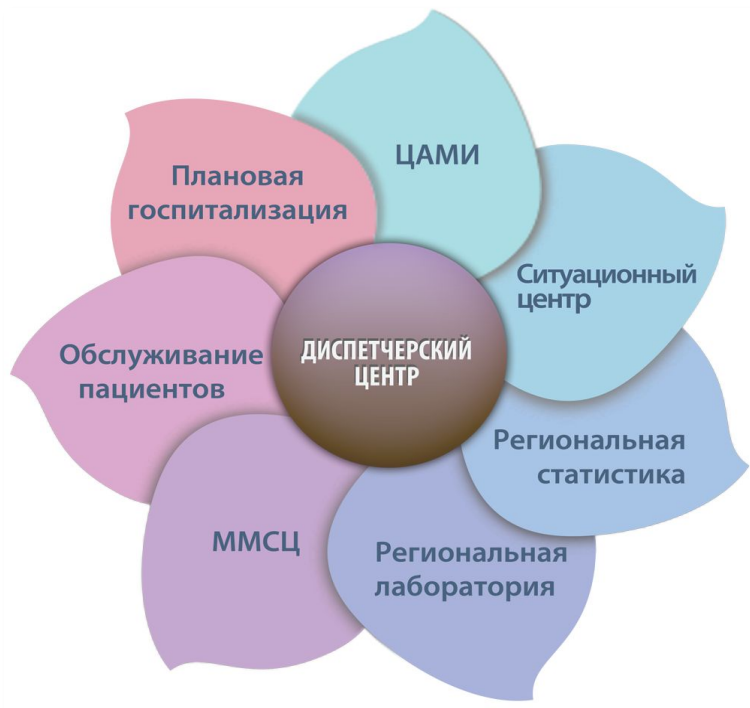 ЦАМИ
Ситуационный
центр
Региональная
статистика
Региональная
лаборатория
ММСЦ
Обслуживание
пациентов
Плановая
госпитализация
ДИСПЕТЧЕРСКИЙ
ЦЕНТР